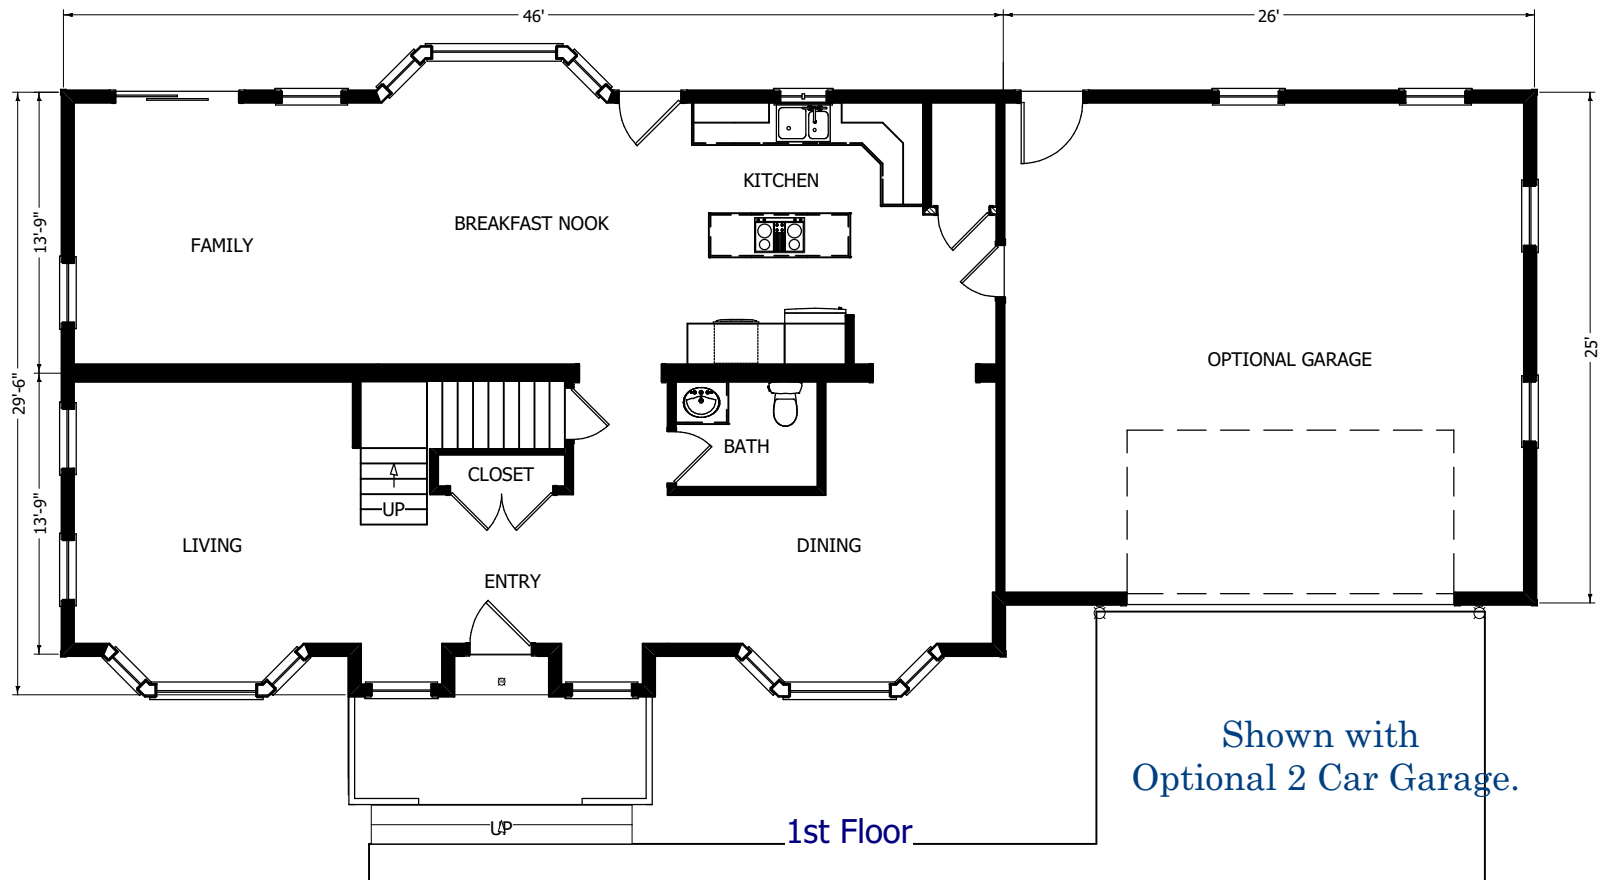 46'
26'
KITCHEN
BREAKFAST NOOK
FAMILY
13'-9"
29'-6"
25'
OPTIONAL GARAGE
BATH
CLOSET
UP
13'-9"
LIVING
DINING
ENTRY
Shown with
Optional 2 Car Garage.
UP
1st Floor